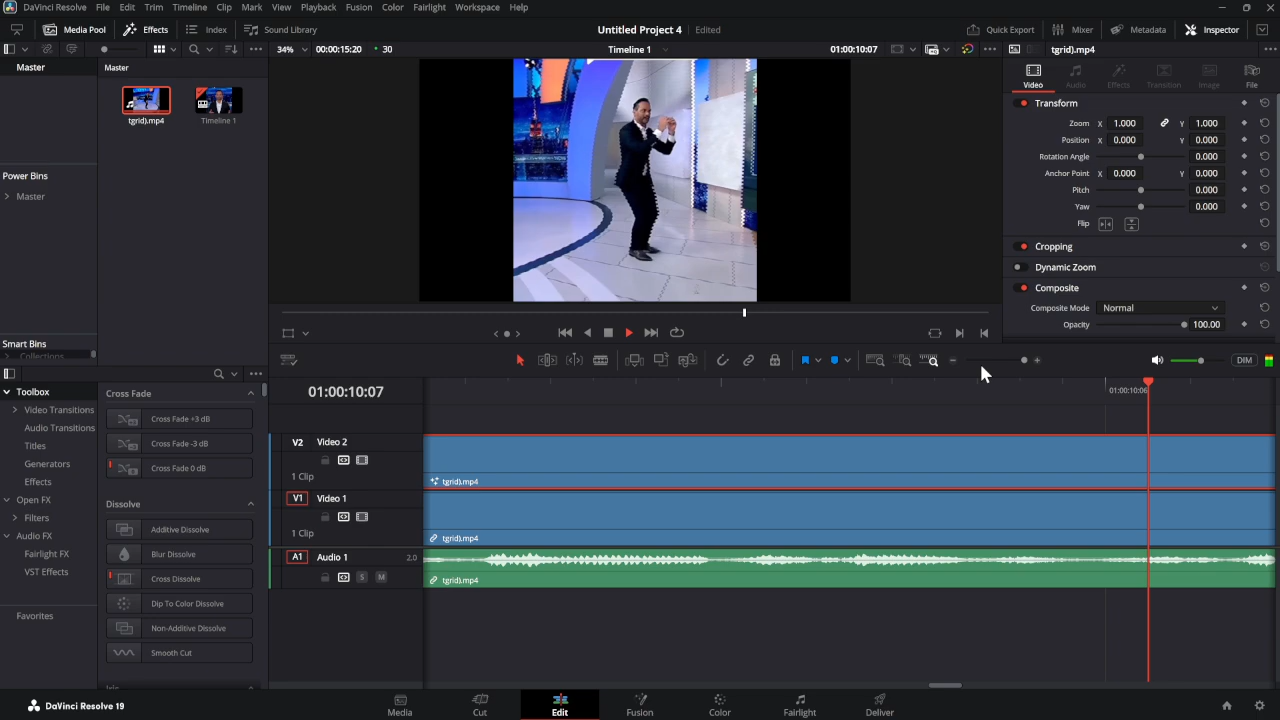 DaVinci Resolve File Edit Trim Timeline Clip Mark View Playback Fusion Color Fairlight Workspace Help
Media Pool Effects Index Sound Library Untitled Project 4 Edited Quick Export Mixer Metadata Inspector
34% 00:00:15:20 30 Timeline 1 01:00:10:07 tgrid).mp4
Master
Master
tgrid).mp4 Timeline 1
Power Bins
Master
Smart Bins
Collections
Video Audio Effects Transition Image File
Transform
Zoom X 1.000 Y 1.000
Position X 0.000 Y 0.000
Rotation Angle 0.000
Anchor Point X 0.000 Y 0.000
Pitch 0.000
Yaw 0.000
Flip
Cropping
Dynamic Zoom
Composite
Composite Mode Normal
Opacity 100.00
DIM
Toolbox
Video Transitions
Audio Transitions
Titles
Generators
Effects
Open FX
Filters
Audio FX
Fairlight FX
VST Effects
Favorites
Cross Fade
Cross Fade +3 dB
Cross Fade -3 dB
Cross Fade 0 dB
Dissolve
Additive Dissolve
Blur Dissolve
Cross Dissolve
Dip To Color Dissolve
Non-Additive Dissolve
Smooth Cut
01:00:10:07
01:00:10:06
V2 Video 2
1 Clip
tgrid).mp4
V1 Video 1
1 Clip
tgrid).mp4
A1 Audio 1 2.0
S M
tgrid).mp4
DaVinci Resolve 19
Media Cut Edit Fusion Color Fairlight Deliver